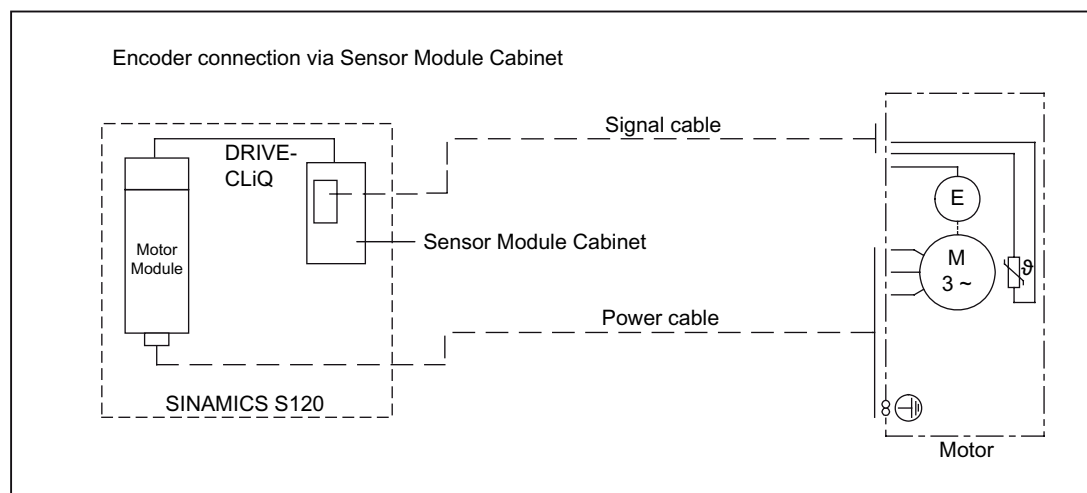 Encoder connection via Sensor Module Cabinet
Signal cable
DRIVE-
CLiQ
E
Motor
Module
Sensor Module Cabinet
M
3 ~
ϑ
Power cable
SINAMICS S120
Motor